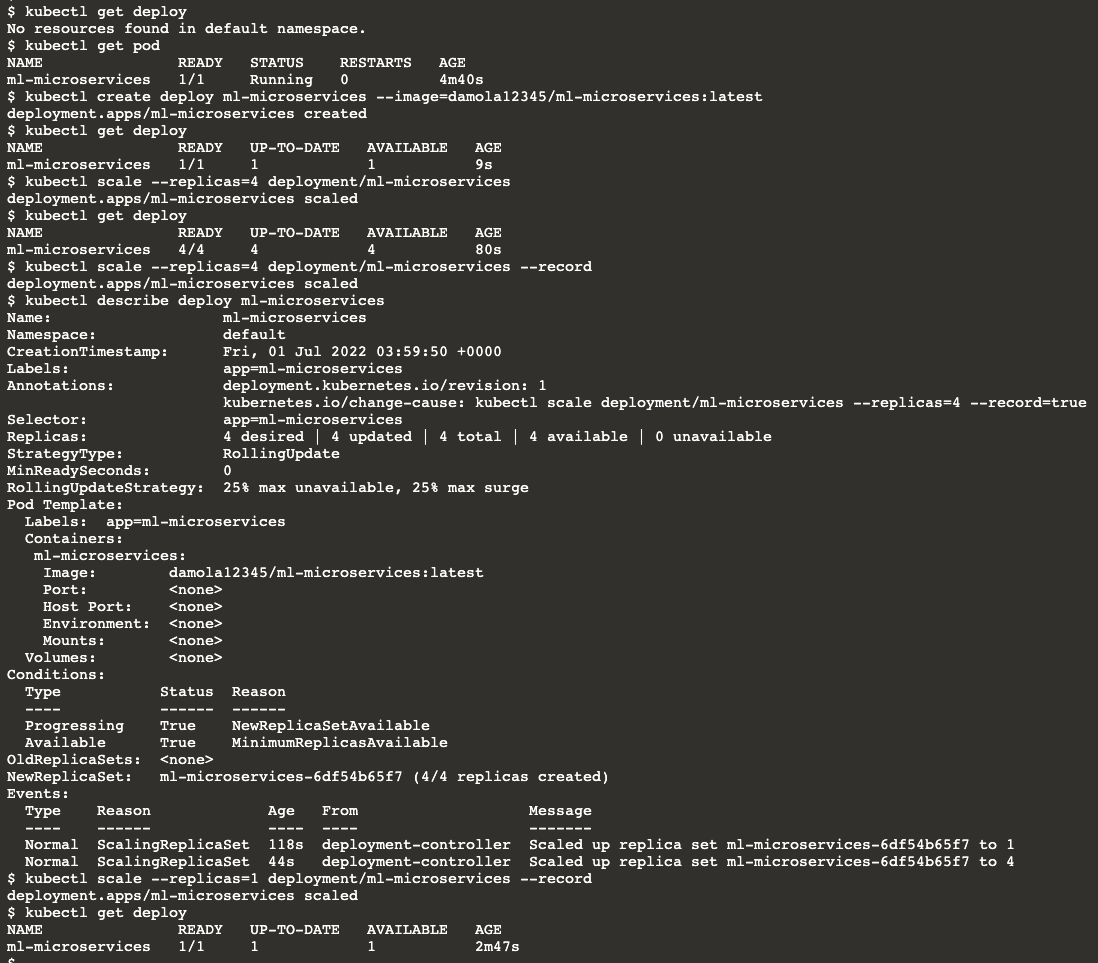 $ kubectl get deploy
No resources found in default namespace.
$ kubectl get pod
NAME               READY   STATUS    RESTARTS   AGE
ml-microservices   1/1     Running   0          4m40s
$ kubectl create deploy ml-microservices --image=damola12345/ml-microservices:latest
deployment.apps/ml-microservices created
$ kubectl get deploy
NAME               READY   UP-TO-DATE   AVAILABLE   AGE
ml-microservices   1/1     1            1           9s
$ kubectl scale --replicas=4 deployment/ml-microservices
deployment.apps/ml-microservices scaled
$ kubectl get deploy
NAME               READY   UP-TO-DATE   AVAILABLE   AGE
ml-microservices   4/4     4            4           80s
$ kubectl scale --replicas=4 deployment/ml-microservices --record
deployment.apps/ml-microservices scaled
$ kubectl describe deploy ml-microservices
Name:                   ml-microservices
Namespace:              default
CreationTimestamp:      Fri, 01 Jul 2022 03:59:50 +0000
Labels:                 app=ml-microservices
Annotations:            deployment.kubernetes.io/revision: 1
                        kubernetes.io/change-cause: kubectl scale deployment/ml-microservices --replicas=4 --record=true
Selector:               app=ml-microservices
Replicas:               4 desired | 4 updated | 4 total | 4 available | 0 unavailable
StrategyType:           RollingUpdate
MinReadySeconds:        0
RollingUpdateStrategy:  25% max unavailable, 25% max surge
Pod Template:
  Labels:  app=ml-microservices
  Containers:
   ml-microservices:
    Image:        damola12345/ml-microservices:latest
    Port:         <none>
    Host Port:    <none>
    Environment:  <none>
    Mounts:       <none>
  Volumes:        <none>
Conditions:
  Type           Status  Reason
  ----           ------  ------
  Progressing    True    NewReplicaSetAvailable
  Available      True    MinimumReplicasAvailable
OldReplicaSets:  <none>
NewReplicaSet:   ml-microservices-6df54b65f7 (4/4 replicas created)
Events:
  Type    Reason             Age   From                   Message
  ----    ------             ----  ----                   -------
  Normal  ScalingReplicaSet  118s  deployment-controller  Scaled up replica set ml-microservices-6df54b65f7 to 1
  Normal  ScalingReplicaSet  44s   deployment-controller  Scaled up replica set ml-microservices-6df54b65f7 to 4
$ kubectl scale --replicas=1 deployment/ml-microservices --record
deployment.apps/ml-microservices scaled
$ kubectl get deploy
NAME               READY   UP-TO-DATE   AVAILABLE   AGE
ml-microservices   1/1     1            1           2m47s
$